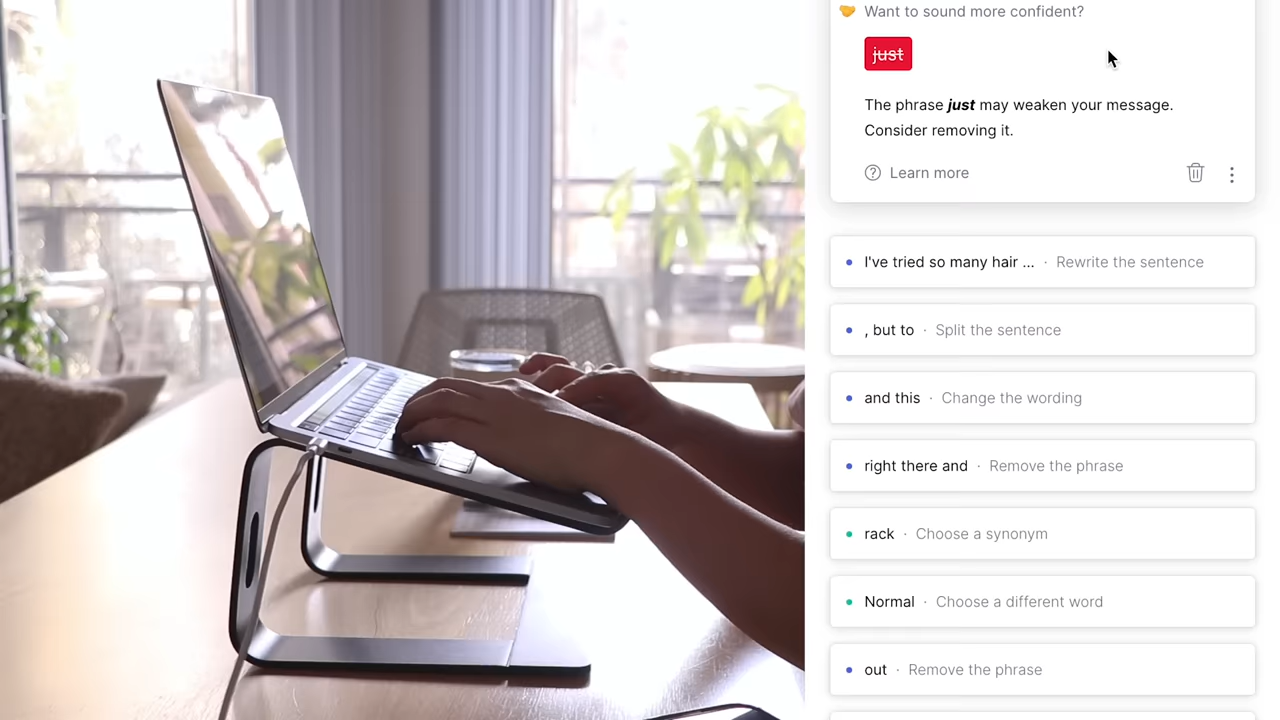 Want to sound more confident?
just
The phrase just may weaken your message.
Consider removing it.
Learn more
I've tried so many hair ... · Rewrite the sentence
, but to · Split the sentence
and this · Change the wording
right there and · Remove the phrase
rack · Choose a synonym
Normal · Choose a different word
out · Remove the phrase